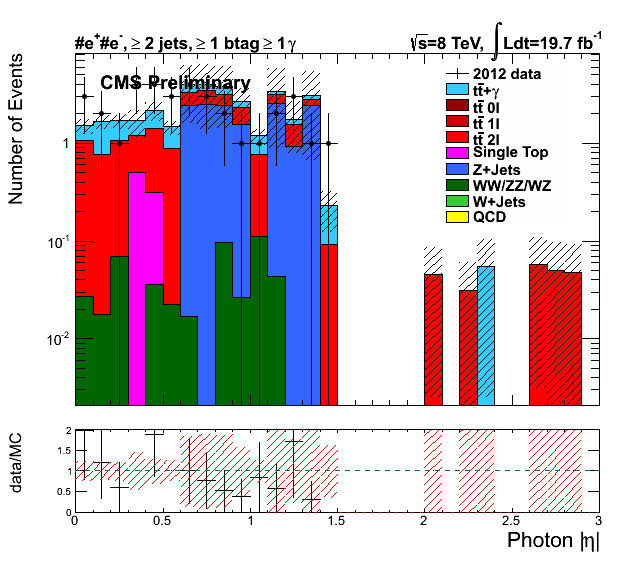 #e+#e-, ≥ 2 jets, ≥ 1 btag ≥ 1 γ
√s=8 TeV, ∫ Ldt=19.7 fb-1
CMS Preliminary
2012 data
tt̄+γ
tt̄ 0l
tt̄ 1l
tt̄ 2l
Single Top
Z+Jets
WW/ZZ/WZ
W+Jets
QCD
Number of Events
1
10-1
10-2
data/MC
2
1.5
1
0.5
0
0 0.5 1 1.5 2 2.5 3
Photon |η|